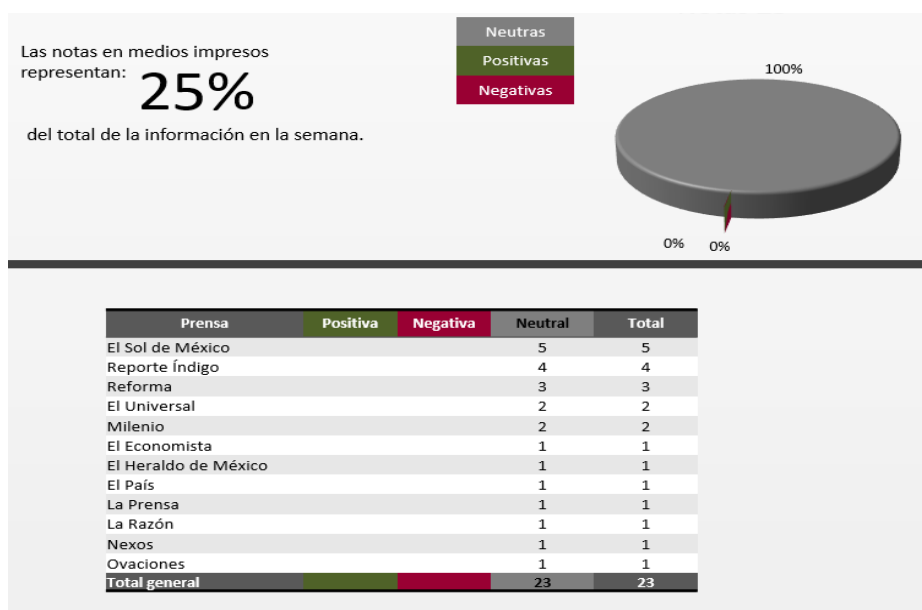 Las notas en medios impresos
representan:
25%
del total de la información en la semana.
Neutras
Positivas
Negativas
100%
0% 0%
Prensa Positiva Negativa Neutral Total
El Sol de México 5 5
Reporte Índigo 4 4
Reforma 3 3
El Universal 2 2
Milenio 2 2
El Economista 1 1
El Heraldo de México 1 1
El País 1 1
La Prensa 1 1
La Razón 1 1
Nexos 1 1
Ovaciones 1 1
Total general 23 23